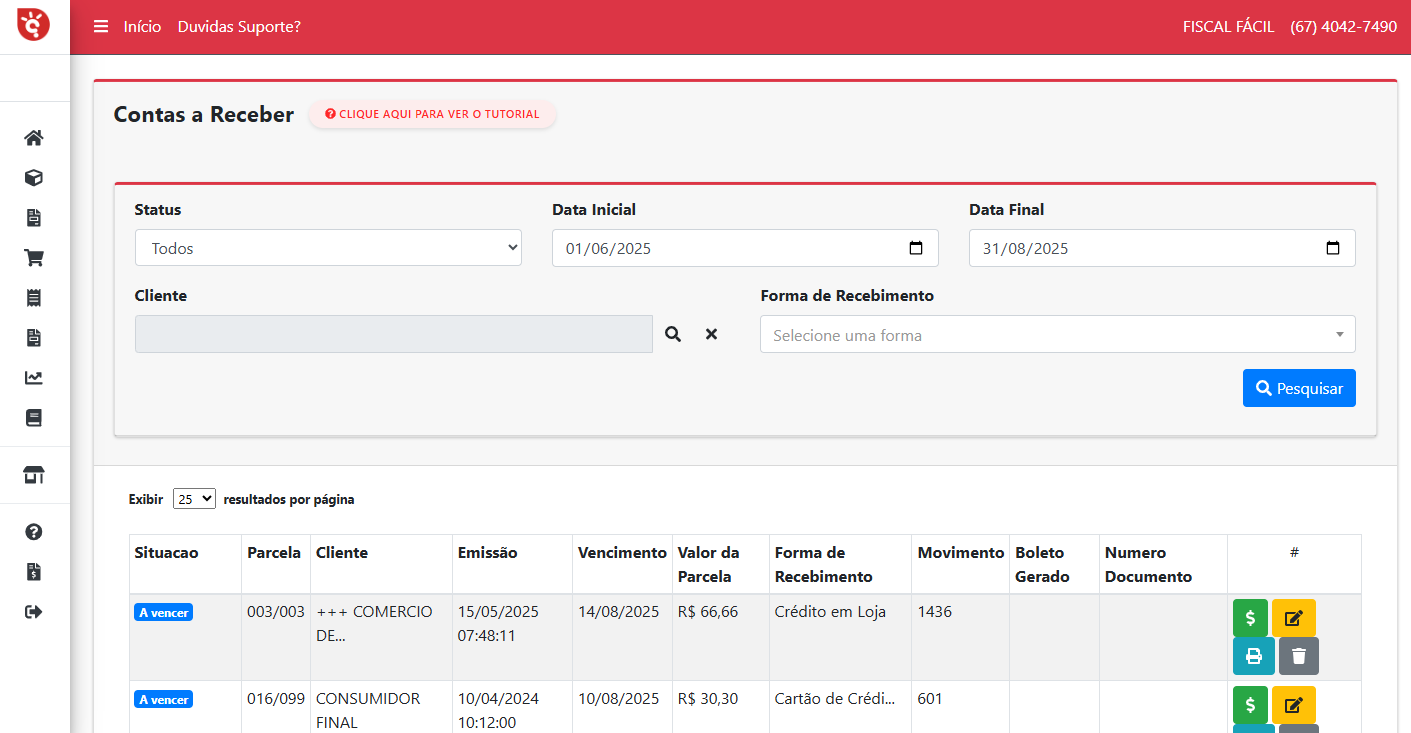 Início Duvidas Suporte? FISCAL FÁCIL (67) 4042-7490
Contas a Receber CLIQUE AQUI PARA VER O TUTORIAL
Status Data Inicial Data Final
Todos 01/06/2025 31/08/2025
Cliente Forma de Recebimento
Selecione uma forma
Pesquisar
Exibir 25 resultados por página
Situacao Parcela Cliente Emissão Vencimento Valor da Forma de Movimento Boleto Numero #
Parcela Recebimento Gerado Documento
A vencer 003/003 +++ COMERCIO 15/05/2025 14/08/2025 R$ 66,66 Crédito em Loja 1436
DE... 07:48:11
A vencer 016/099 CONSUMIDOR 10/04/2024 10/08/2025 R$ 30,30 Cartão de Crédi... 601
FINAL 10:12:00